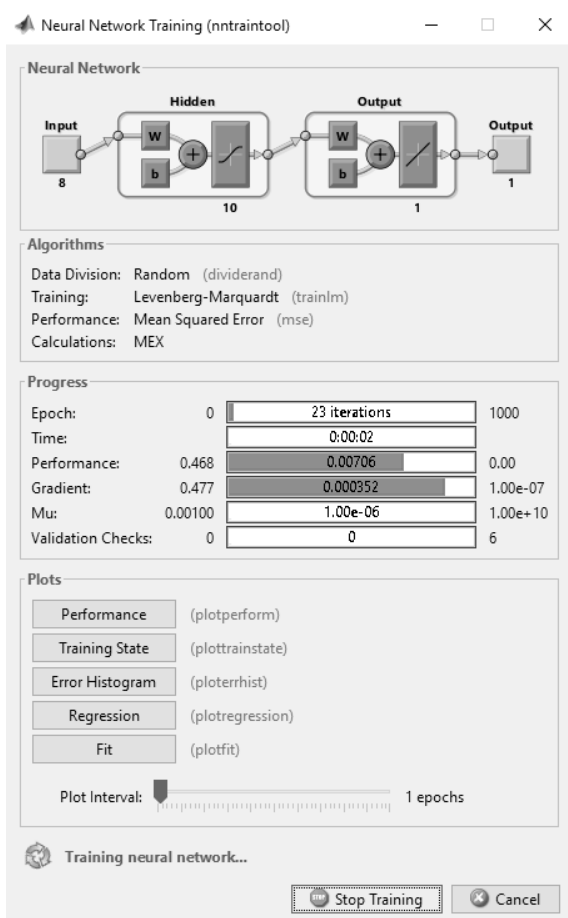 Neural Network Training (nntraintool)
Neural Network
Hidden Output
Input Output
W W
b b
8 1
10 1
Algorithms
Data Division: Random (dividerand)
Training: Levenberg-Marquardt (trainlm)
Performance: Mean Squared Error (mse)
Calculations: MEX
Progress
Epoch: 0 23 iterations 1000
Time: 0:00:02
Performance: 0.468 0.00706 0.00
Gradient: 0.477 0.000352 1.00e-07
Mu: 0.00100 1.00e-06 1.00e+10
Validation Checks: 0 0 6
Plots
Performance (plotperform)
Training State (plottrainstate)
Error Histogram (ploterrhist)
Regression (plotregression)
Fit (plotfit)
Plot Interval: 1 epochs
Training neural network...
STOP Stop Training Cancel